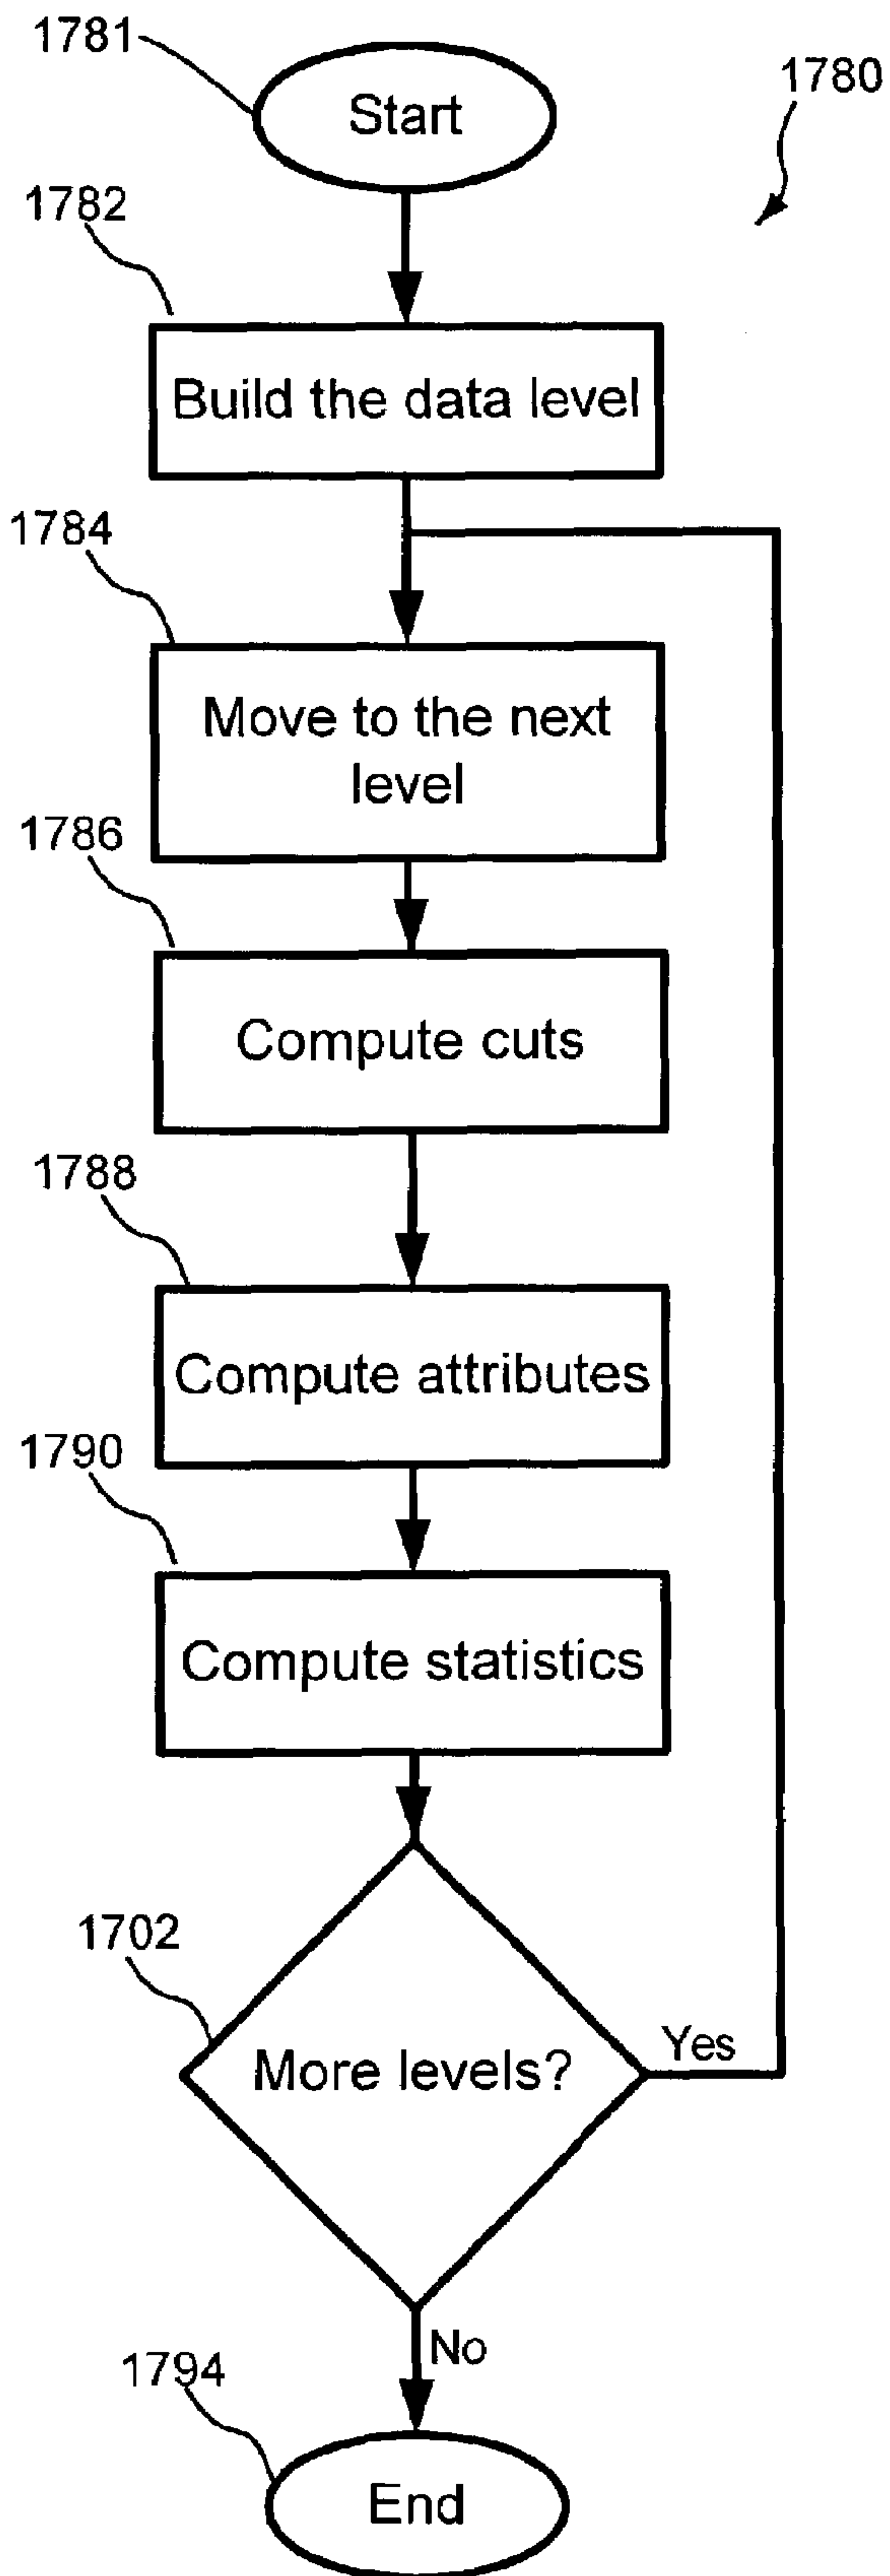 1781
Start
1780
1782
Build the data level
1784
Move to the next
level
1786
Compute cuts
1788
Compute attributes
1790
Compute statistics
1702
More levels?
Yes
No
1794
End